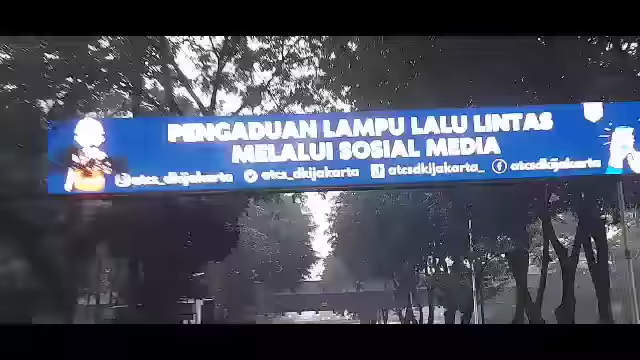 PENGADUAN LAMPU LALU LINTAS
MELALUI SOSIAL MEDIA
@atcs_dkijakarta atcs_dkijakarta atcsdkijakarta_ atcsdkijakarta